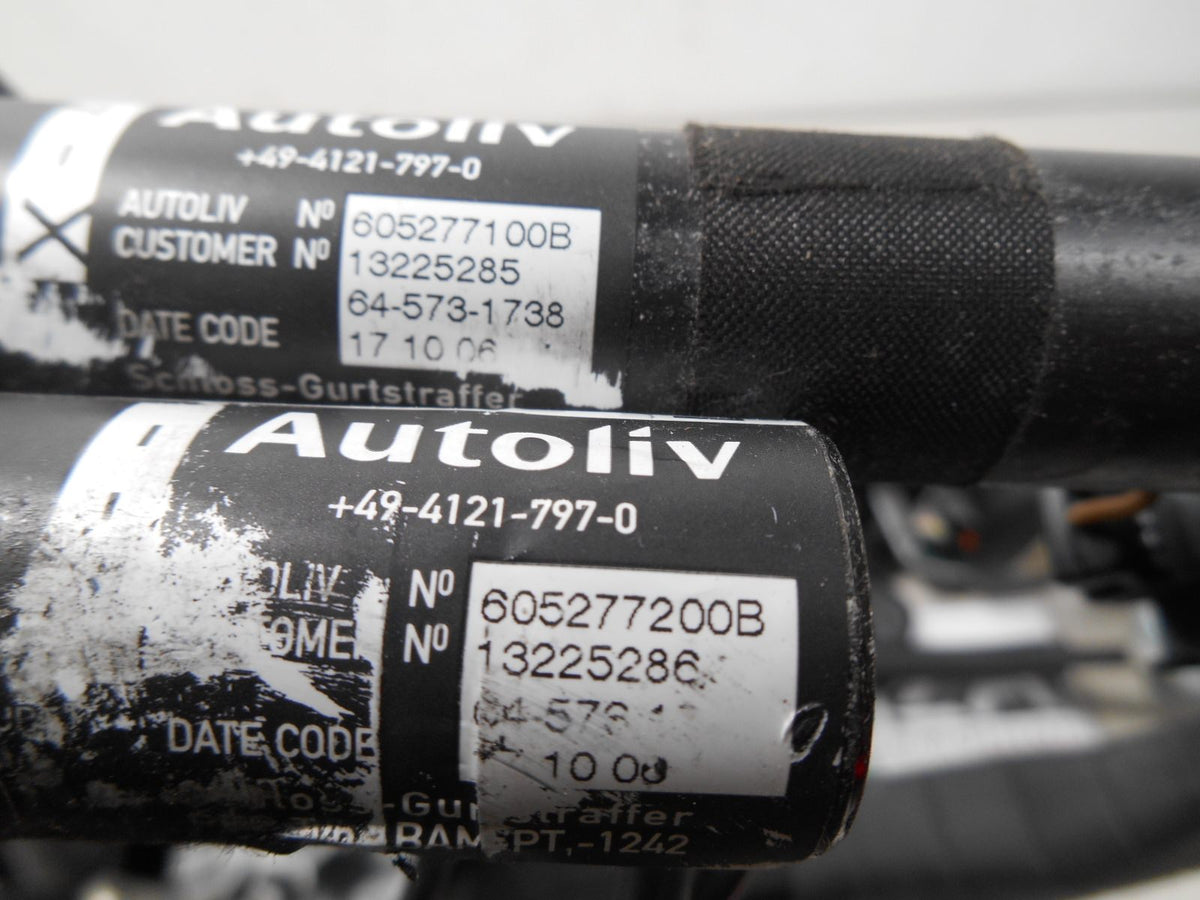 Autoliv
+49-4121-797-0
AUTOLIV Nº 605277100B
CUSTOMER Nº 13225285
64-573-1738
DATE CODE 17 10 06
Schloss-Gurtstraffer
Autoliv
+49-4121-797-0
Nº 605277200B
Nº 13225286
DATE CODE 10
-1242